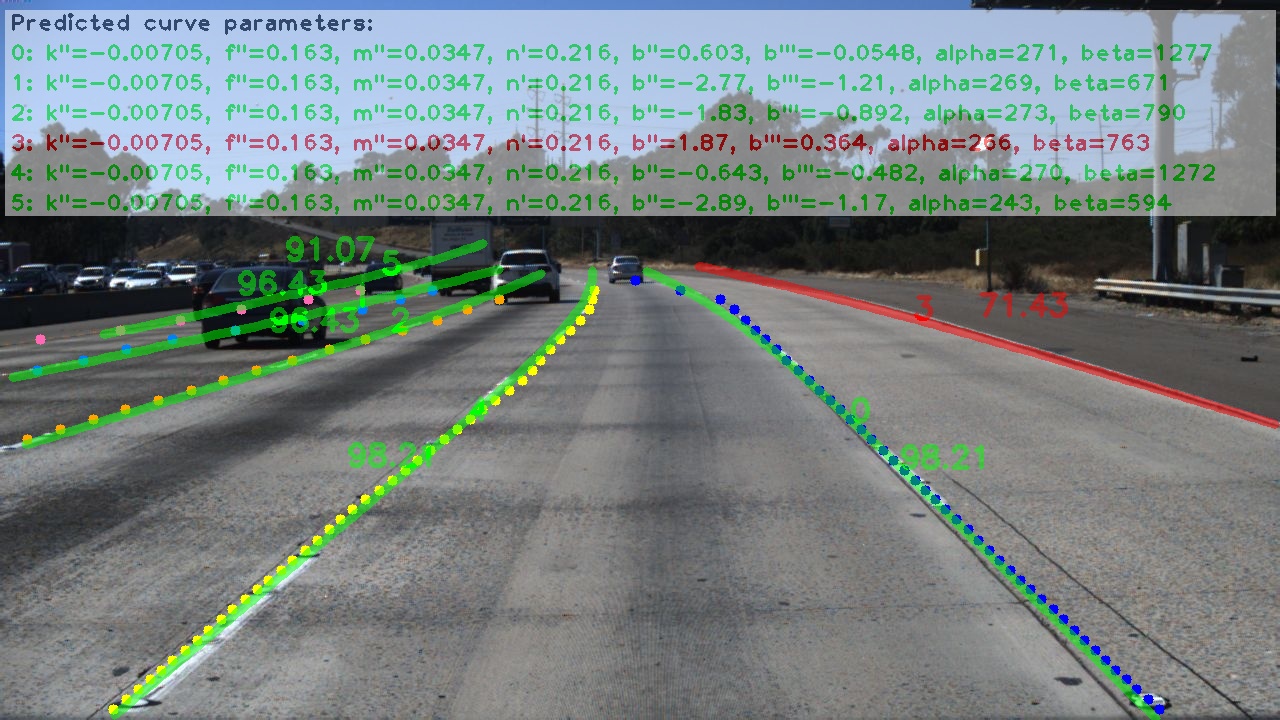 Predicted curve parameters:
0: k''=-0.00705, f''=0.163, m''=0.0347, n'=0.216, b''=0.603, b'''=-0.0548, alpha=271, beta=1277
1: k''=-0.00705, f''=0.163, m''=0.0347, n'=0.216, b''=-2.77, b'''=-1.21, alpha=269, beta=671
2: k''=-0.00705, f''=0.163, m''=0.0347, n'=0.216, b''=-1.83, b'''=-0.892, alpha=273, beta=790
3: k''=-0.00705, f''=0.163, m''=0.0347, n'=0.216, b''=1.87, b'''=0.364, alpha=266, beta=763
4: k''=-0.00705, f''=0.163, m''=0.0347, n'=0.216, b''=-0.643, b'''=-0.482, alpha=270, beta=1272
5: k''=-0.00705, f''=0.163, m''=0.0347, n'=0.216, b''=-2.89, b'''=-1.17, alpha=243, beta=594
91.07 5
96.43 1
96.43 2
3 71.43
0
98.21
98.21